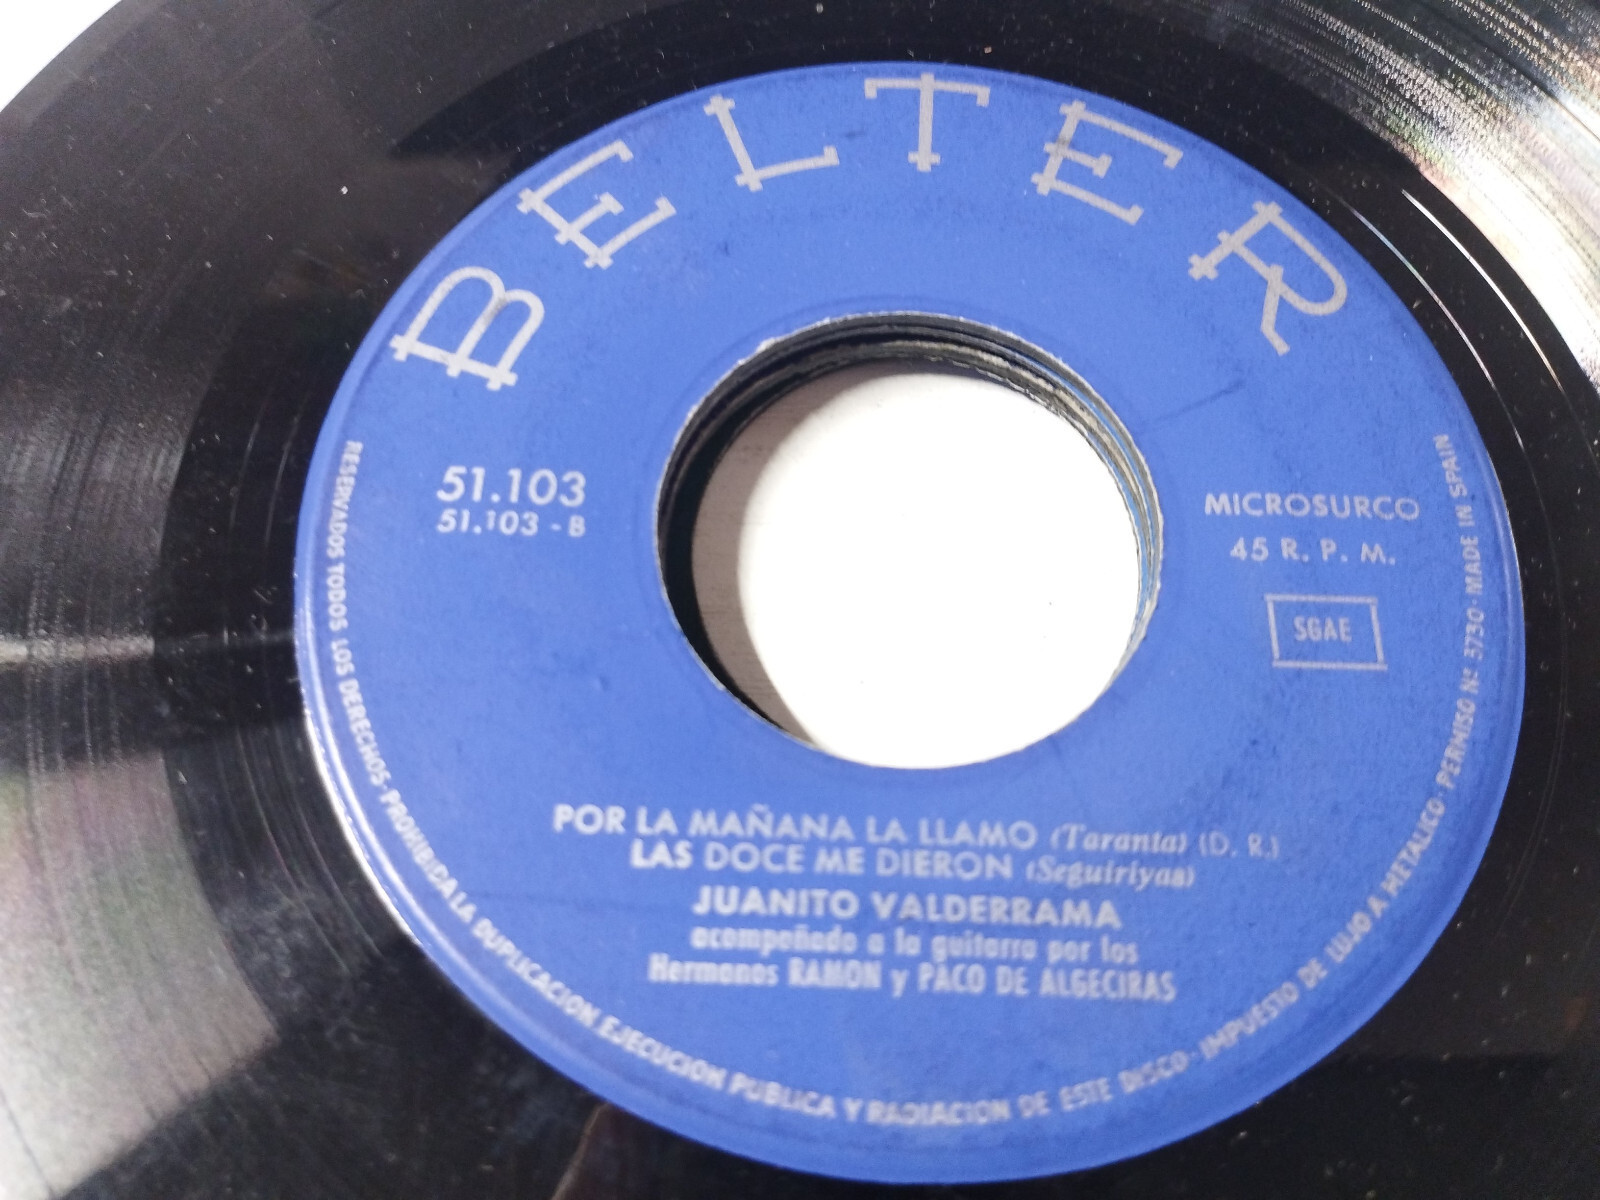 BELTER
51.103
51.103 - B
MICROSURCO
45 R. P. M.
SGAE
POR LA MAÑANA LA LLAMO (Taranta) (D. R.)
LAS DOCE ME DIERON (Seguiriyas)
JUANITO VALDERRAMA
acompañado a la guitarra por los
Hermanos RAMON y PACO DE ALGECIRAS
RESERVADOS TODOS LOS DERECHOS · PROHIBIDA LA DUPLICACION EJECUCION PUBLICA Y RADIACION DE ESTE DISCO · IMPUESTO DE LUJO A METALICO · PERMISO Nº 3730 · MADE IN SPAIN